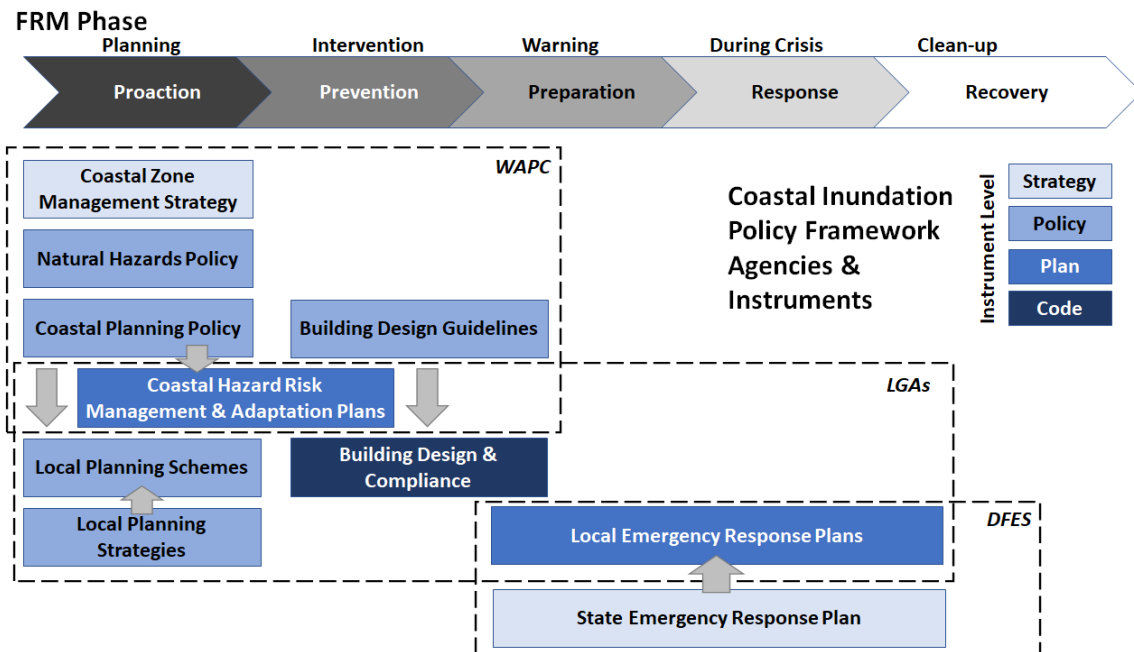 FRM Phase
Planning
Intervention
Warning
During Crisis
Clean-up
Proaction
Prevention
Preparation
Response
Recovery
WAPC
Coastal Zone
Management Strategy
Natural Hazards Policy
Coastal Planning Policy
Building Design Guidelines
Coastal Inundation
Policy Framework
Agencies &
Instruments
Instrument Level
Strategy
Policy
Plan
Code
LGAs
Coastal Hazard Risk
Management & Adaptation Plans
Local Planning Schemes
Building Design &
Compliance
Local Planning
Strategies
DFES
Local Emergency Response Plans
State Emergency Response Plan